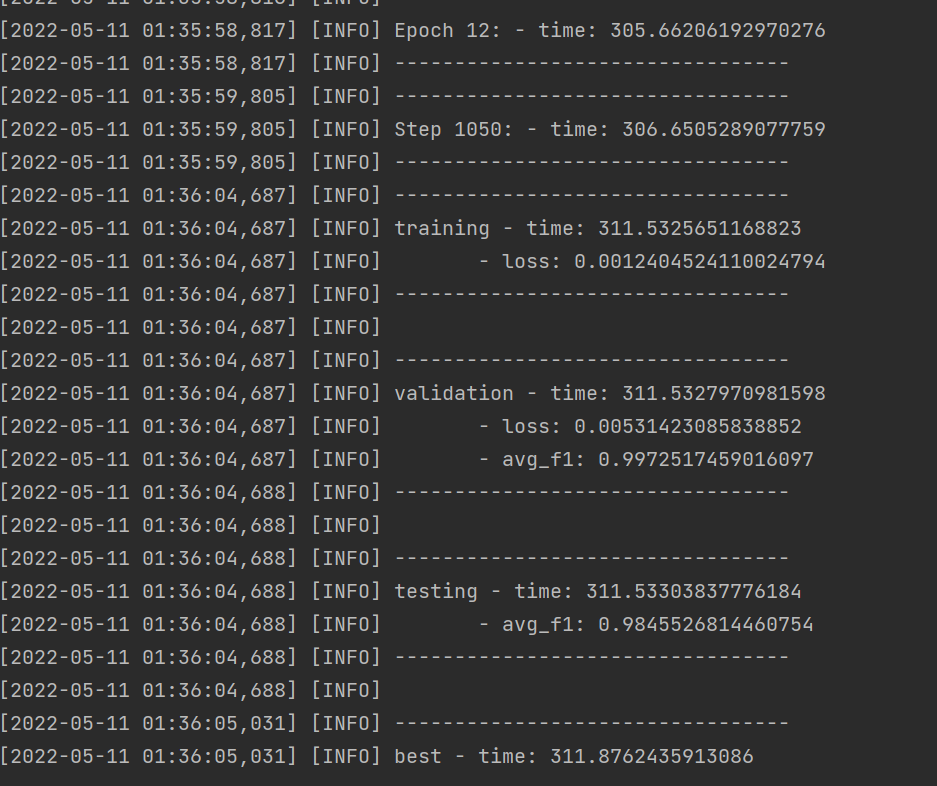 [2022-05-11 01:35:58,817] [INFO] Epoch 12: - time: 305.66206192970276
[2022-05-11 01:35:58,817] [INFO] ---------------------------------
[2022-05-11 01:35:59,805] [INFO] ---------------------------------
[2022-05-11 01:35:59,805] [INFO] Step 1050: - time: 306.6505289077759
[2022-05-11 01:35:59,805] [INFO] ---------------------------------
[2022-05-11 01:36:04,687] [INFO] ---------------------------------
[2022-05-11 01:36:04,687] [INFO] training - time: 311.5325651168823
[2022-05-11 01:36:04,687] [INFO]        - loss: 0.0012404524110024794
[2022-05-11 01:36:04,687] [INFO] ---------------------------------
[2022-05-11 01:36:04,687] [INFO]
[2022-05-11 01:36:04,687] [INFO] ---------------------------------
[2022-05-11 01:36:04,687] [INFO] validation - time: 311.5327970981598
[2022-05-11 01:36:04,687] [INFO]        - loss: 0.00531423085838852
[2022-05-11 01:36:04,687] [INFO]        - avg_f1: 0.9972517459016097
[2022-05-11 01:36:04,688] [INFO] ---------------------------------
[2022-05-11 01:36:04,688] [INFO]
[2022-05-11 01:36:04,688] [INFO] ---------------------------------
[2022-05-11 01:36:04,688] [INFO] testing - time: 311.53303837776184
[2022-05-11 01:36:04,688] [INFO]        - avg_f1: 0.9845526814460754
[2022-05-11 01:36:04,688] [INFO] ---------------------------------
[2022-05-11 01:36:04,688] [INFO]
[2022-05-11 01:36:05,031] [INFO] ---------------------------------
[2022-05-11 01:36:05,031] [INFO] best - time: 311.8762435913086